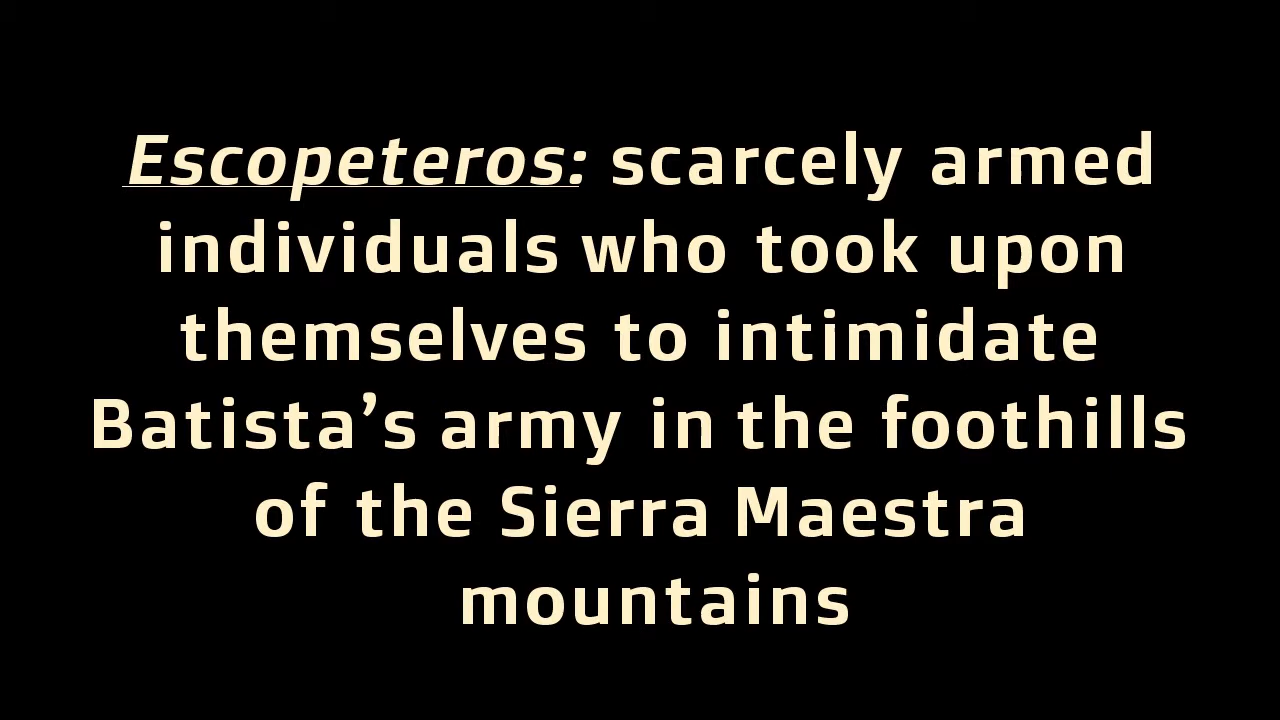 Escopeteros: scarcely armed
individuals who took upon
themselves to intimidate
Batista’s army in the foothills
of the Sierra Maestra
mountains